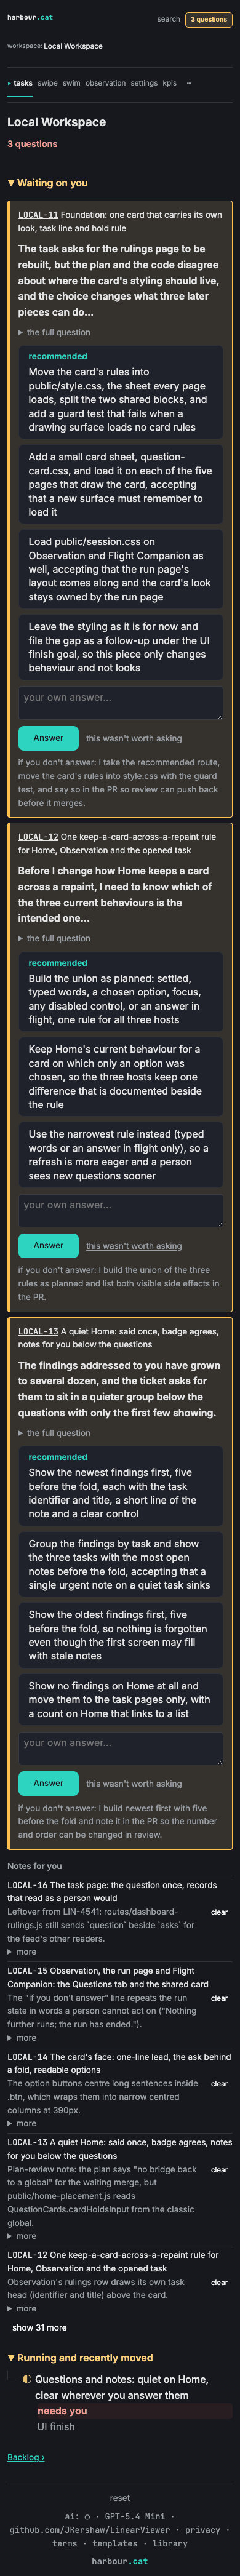 harbour.cat
search
3 questions
workspace: Local Workspace
▸ tasks swipe swim observation settings kpis ⋯
Local Workspace
3 questions
▼ Waiting on you
LOCAL-11 Foundation: one card that carries its own
look, task line and hold rule
The task asks for the rulings page to be
rebuilt, but the plan and the code disagree
about where the card's styling should live,
and the choice changes what three later
pieces can do…
▶ the full question
recommended
Move the card's rules into
public/style.css, the sheet every page
loads, split the two shared blocks, and
add a guard test that fails when a
drawing surface loads no card rules
Add a small card sheet, question-
card.css, and load it on each of the five
pages that draw the card, accepting
that a new surface must remember to
load it
Load public/session.css on
Observation and Flight Companion as
well, accepting that the run page's
layout comes along and the card's look
stays owned by the run page
Leave the styling as it is for now and
file the gap as a follow-up under the UI
finish goal, so this piece only changes
behaviour and not looks
your own answer…
Answer
this wasn't worth asking
if you don't answer: I take the recommended route,
move the card's rules into style.css with the guard
test, and say so in the PR so review can push back
before it merges.
LOCAL-12 One keep-a-card-across-a-repaint rule
for Home, Observation and the opened task
Before I change how Home keeps a card
across a repaint, I need to know which of
the three current behaviours is the
intended one…
▶ the full question
recommended
Build the union as planned: settled,
typed words, a chosen option, focus,
any disabled control, or an answer in
flight, one rule for all three hosts
Keep Home's current behaviour for a
card on which only an option was
chosen, so the three hosts keep one
difference that is documented beside
the rule
Use the narrowest rule instead (typed
words or an answer in flight only), so a
refresh is more eager and a person
sees new questions sooner
your own answer…
Answer
this wasn't worth asking
if you don't answer: I build the union of the three
rules as planned and list both visible side effects in
the PR.
LOCAL-13 A quiet Home: said once, badge agrees,
notes for you below the questions
The findings addressed to you have grown
to several dozen, and the ticket asks for
them to sit in a quieter group below the
questions with only the first few showing.
▶ the full question
recommended
Show the newest findings first, five
before the fold, each with the task
identifier and title, a short line of the
note and a clear control
Group the findings by task and show
the three tasks with the most open
notes before the fold, accepting that a
single urgent note on a quiet task sinks
Show the oldest findings first, five
before the fold, so nothing is forgotten
even though the first screen may fill
with stale notes
Show no findings on Home at all and
move them to the task pages only, with
a count on Home that links to a list
your own answer…
Answer
this wasn't worth asking
if you don't answer: I build newest first with five
before the fold and note it in the PR so the number
and order can be changed in review.
Notes for you
LOCAL-16 The task page: the question once, records
that read as a person would
Leftover from LIN-4541: routes/dashboard-
rulings.js still sends `question` beside `asks` for
the feed's other readers.
clear
▶ more
LOCAL-15 Observation, the run page and Flight
Companion: the Questions tab and the shared card
The "if you don't answer" line repeats the run
state in words a person cannot act on ("Nothing
further runs; the run has ended.").
clear
▶ more
LOCAL-14 The card's face: one-line lead, the ask behind
a fold, readable options
The option buttons centre long sentences inside
.btn, which wraps them into narrow centred
columns at 390px.
clear
▶ more
LOCAL-13 A quiet Home: said once, badge agrees, notes
for you below the questions
Plan-review note: the plan says "no bridge back
to a global" for the waiting merge, but
public/home-placement.js reads
QuestionCards.cardHoldsInput from the classic
global.
clear
▶ more
LOCAL-12 One keep-a-card-across-a-repaint rule for
Home, Observation and the opened task
Observation's rulings row draws its own task
head (identifier and title) above the card.
clear
▶ more
show 31 more
▼ Running and recently moved
Questions and notes: quiet on Home,
clear wherever you answer them
needs you
UI finish
Backlog ›
reset
ai: ○ · GPT-5.4 Mini ·
github.com/JKershaw/LinearViewer · privacy ·
terms · templates · library
harbour.cat